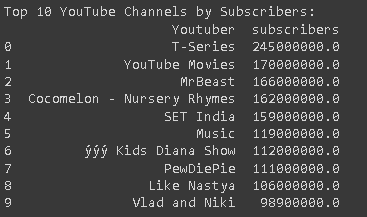 Top 10 YouTube Channels by Subscribers:
Youtuber subscribers
0 T-Series 245000000.0
1 YouTube Movies 170000000.0
2 MrBeast 166000000.0
3 Cocomelon - Nursery Rhymes 162000000.0
4 SET India 159000000.0
5 Music 119000000.0
6 ýýý Kids Diana Show 112000000.0
7 PewDiePie 111000000.0
8 Like Nastya 106000000.0
9 Vlad and Niki 98900000.0